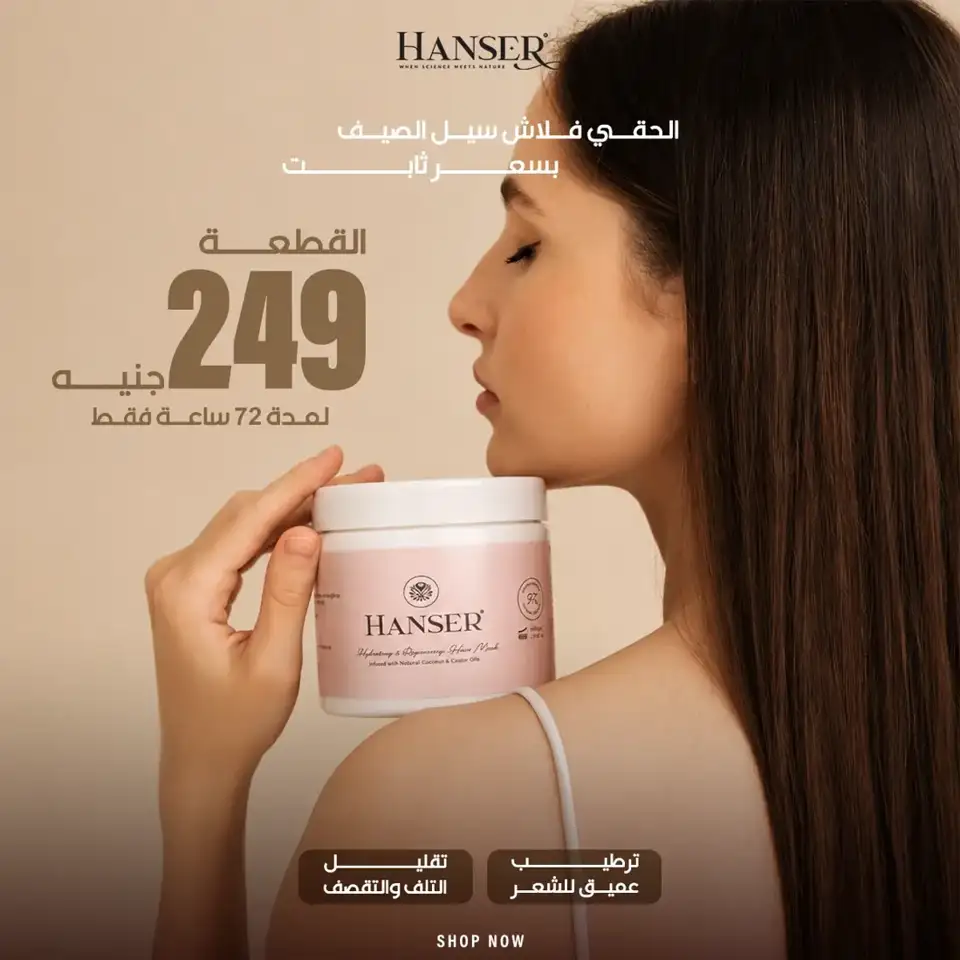 HANSER
WHEN SCIENCE MEETS NATURE
الحقي فلاش سيل الصيف
بسعر ثابت
القطعة
249 جنيه
لمدة 72 ساعة فقط
HANSER
Hydrating & Repairing Hair Mask
Infused with Natural Coconut & Castor Oils
97%
ترطيب
عميق للشعر
تقليل
التلف والتقصف
SHOP NOW